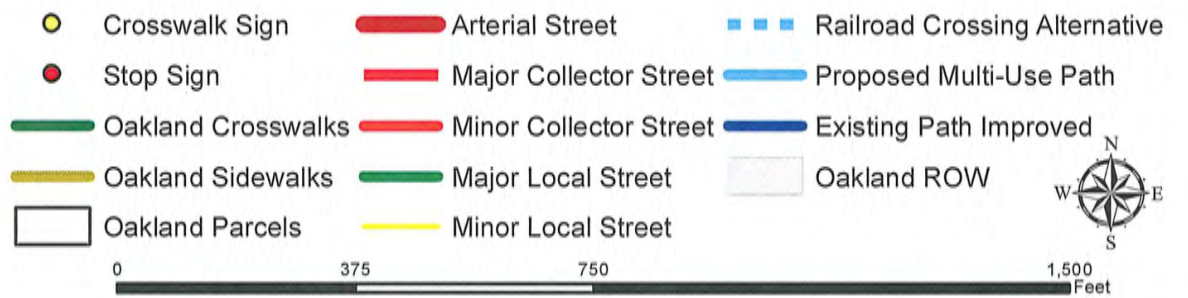 Crosswalk Sign Arterial Street Railroad Crossing Alternative
Stop Sign Major Collector Street Proposed Multi-Use Path
Oakland Crosswalks Minor Collector Street Existing Path Improved
Oakland Sidewalks Major Local Street Oakland ROW
Oakland Parcels Minor Local Street
N
W E
S
0 375 750 1,500
Feet